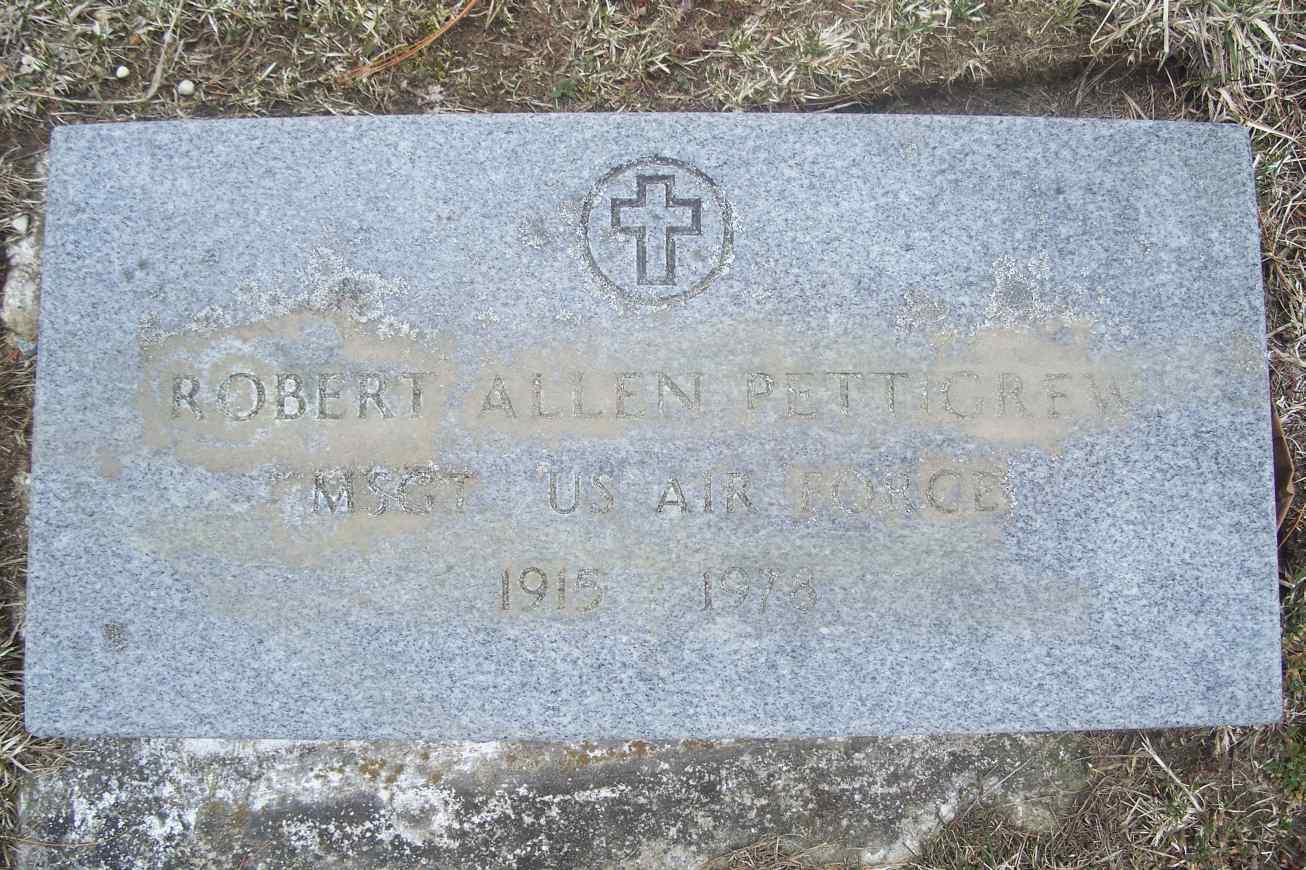 ROBERT ALLEN PETTIGREW
MSGT US AIR FORCE
1915 1978